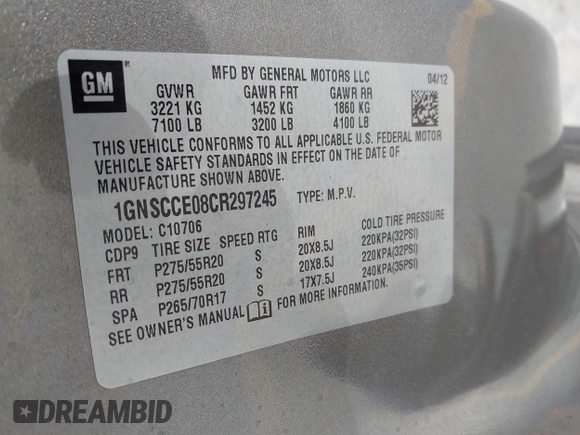 GM ®
MFD BY GENERAL MOTORS LLC 04/12
GVWR GAWR FRT GAWR RR
3221 KG 1452 KG 1860 KG
7100 LB 3200 LB 4100 LB
THIS VEHICLE CONFORMS TO ALL APPLICABLE U.S. FEDERAL MOTOR
VEHICLE SAFETY STANDARDS IN EFFECT ON THE DATE OF
MANUFACTURE SHOWN ABOVE.
1GNSCCE08CR297245 TYPE: M.P.V.
MODEL: C10706
CDP9 TIRE SIZE SPEED RTG RIM COLD TIRE PRESSURE
FRT P275/55R20 S 20X8.5J 220KPA(32PSI)
RR P275/55R20 S 20X8.5J 220KPA(32PSI)
SPA P265/70R17 S 17X7.5J 240KPA(35PSI)
SEE OWNER'S MANUAL FOR MORE INFORMATION.
DREAMBID